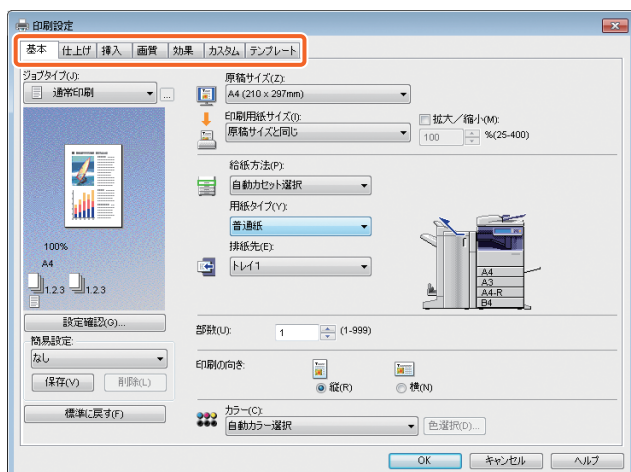 印刷設定
基本 仕上げ 挿入 画質 効果 カスタム テンプレート
ジョブタイプ(J):
通常印刷
...
100%
A4
1.2.3 1.2.3
設定確認(G)...
簡易設定:
なし
保存(V) 削除(L)
標準に戻す(F)
原稿サイズ(Z):
A4 (210 x 297mm)
印刷用紙サイズ(I):
原稿サイズと同じ
拡大/縮小(M):
100 %(25-400)
給紙方法(P):
自動カセット選択
用紙タイプ(Y):
普通紙
排紙先(E):
トレイ1
A4
A3
A4-R
B4
部数(U): 1 (1-999)
印刷の向き:
縦(R) 横(N)
カラー(C):
自動カラー選択 色選択(D)...
OK キャンセル ヘルプ